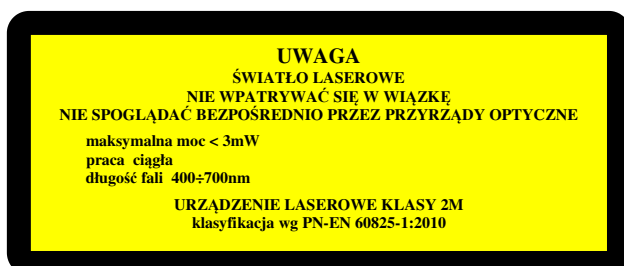 UWAGA
ŚWIATŁO LASEROWE
NIE WPATRYWAĆ SIĘ W WIĄZKĘ
NIE SPOGLĄDAĆ BEZPOŚREDNIO PRZEZ PRZYRZĄDY OPTYCZNE
maksymalna moc < 3mW
praca ciągła
długość fali 400÷700nm
URZĄDZENIE LASEROWE KLASY 2M
klasyfikacja wg PN-EN 60825-1:2010